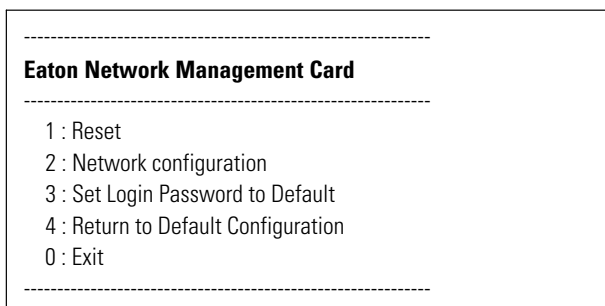 -------------------------------------------------------------
Eaton Network Management Card
-------------------------------------------------------------
1 : Reset
2 : Network configuration
3 : Set Login Password to Default
4 : Return to Default Configuration
0 : Exit
-------------------------------------------------------------